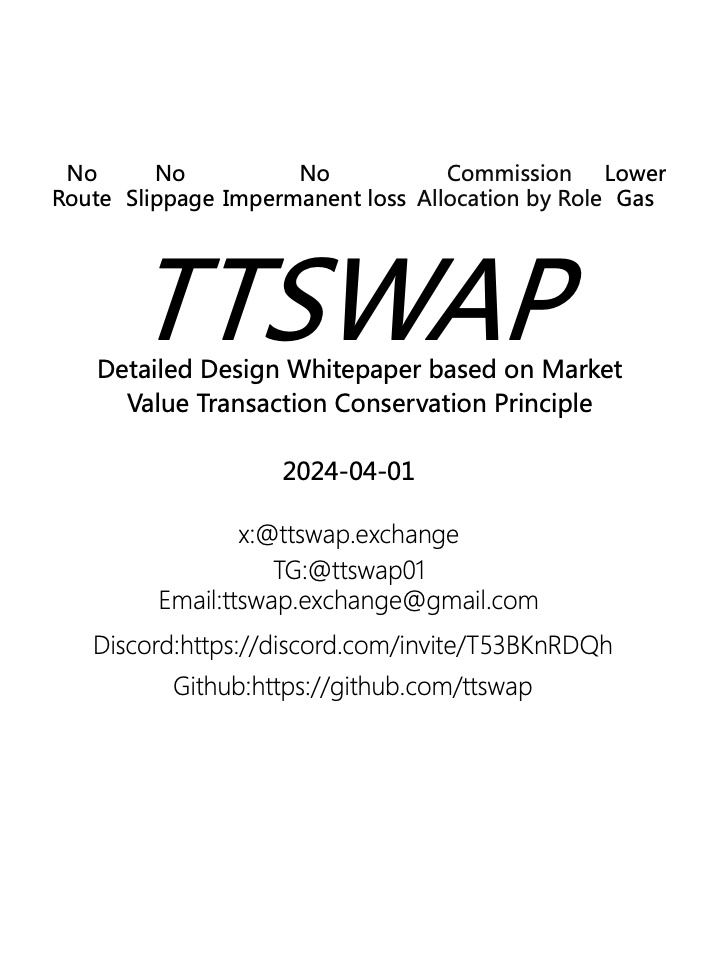 No No No Commission Lower
Route Slippage Impermanent loss Allocation by Role Gas
TTSWAP
Detailed Design Whitepaper based on Market
Value Transaction Conservation Principle
2024-04-01
x:@ttswap.exchange
TG:@ttswap01
Email:ttswap.exchange@gmail.com
Discord:https://discord.com/invite/T53BKnRDQh
Github:https://github.com/ttswap